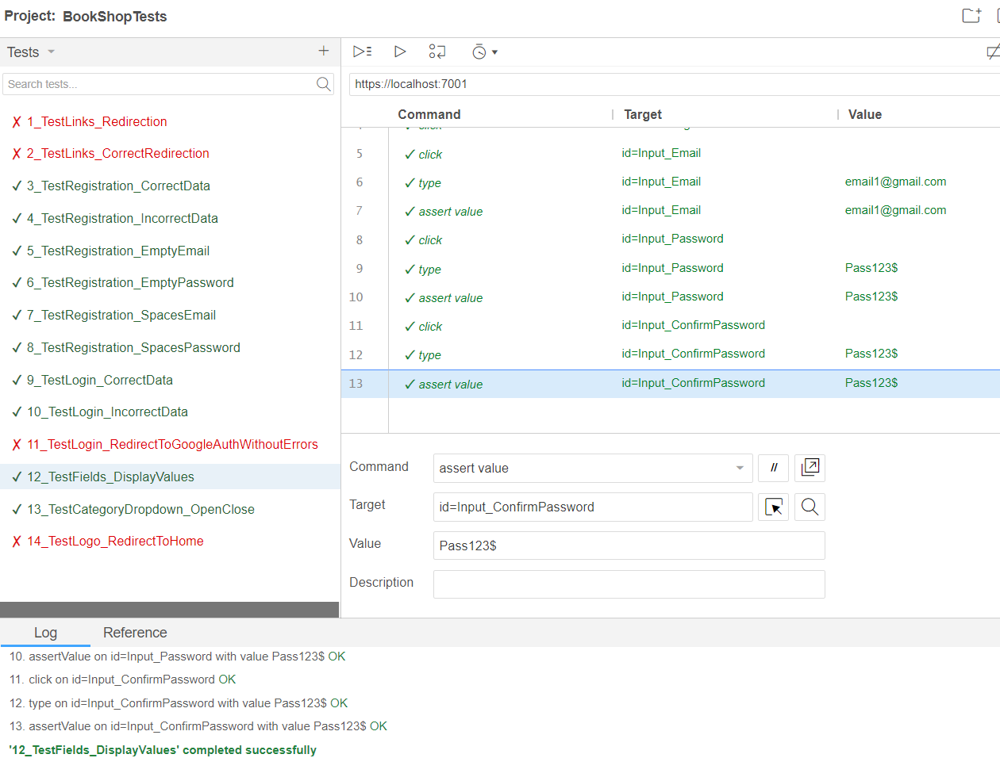 Project: BookShopTests
Tests
Search tests...
1_TestLinks_Redirection
2_TestLinks_CorrectRedirection
3_TestRegistration_CorrectData
4_TestRegistration_IncorrectData
5_TestRegistration_EmptyEmail
6_TestRegistration_EmptyPassword
7_TestRegistration_SpacesEmail
8_TestRegistration_SpacesPassword
9_TestLogin_CorrectData
10_TestLogin_IncorrectData
11_TestLogin_RedirectToGoogleAuthWithoutErrors
12_TestFields_DisplayValues
13_TestCategoryDropdown_OpenClose
14_TestLogo_RedirectToHome
https://localhost:7001
Command Target Value
5 click id=Input_Email
6 type id=Input_Email email1@gmail.com
7 assert value id=Input_Email email1@gmail.com
8 click id=Input_Password
9 type id=Input_Password Pass123$
10 assert value id=Input_Password Pass123$
11 click id=Input_ConfirmPassword
12 type id=Input_ConfirmPassword Pass123$
13 assert value id=Input_ConfirmPassword Pass123$
Command assert value //
Target id=Input_ConfirmPassword
Value Pass123$
Description
Log Reference
10. assertValue on id=Input_Password with value Pass123$ OK
11. click on id=Input_ConfirmPassword OK
12. type on id=Input_ConfirmPassword with value Pass123$ OK
13. assertValue on id=Input_ConfirmPassword with value Pass123$ OK
'12_TestFields_DisplayValues' completed successfully